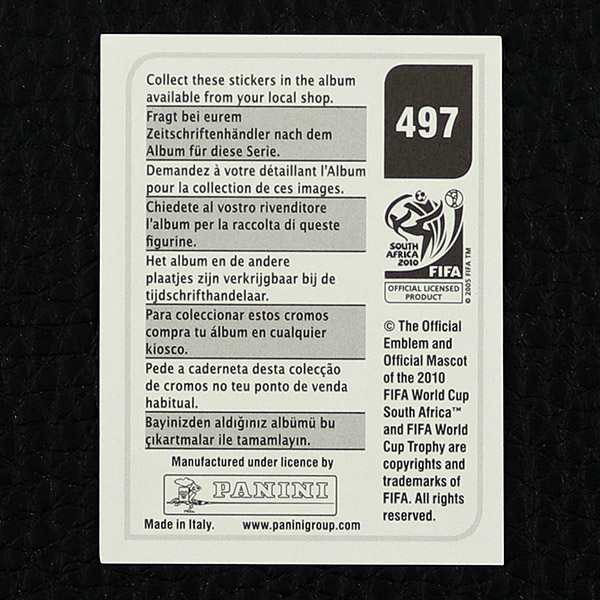 Collect these stickers in the album
available from your local shop.
Fragt bei eurem
Zeitschriftenhändler nach dem
Album für diese Serie.
Demandez à votre détaillant l'Album
pour la collection de ces images.
Chiedete al vostro rivenditore
l'album per la raccolta di queste
figurine.
Het album en de andere
plaatjes zijn verkrijgbaar bij de
tijdschrifthandelaar.
Para coleccionar estos cromos
compra tu álbum en cualquier
kiosco.
Pede a caderneta desta colecção
de cromos no teu ponto de venda
habitual.
Bayinizden aldığınız albümü bu
çıkartmalar ile tamamlayın.
Manufactured under licence by
PANINI
Made in Italy. www.paninigroup.com
497
SOUTH
AFRICA
2010
FIFA
© 2005 FIFA TM
OFFICIAL LICENSED
PRODUCT
© The Official
Emblem and
Official Mascot
of the 2010
FIFA World Cup
South Africa™
and FIFA World
Cup Trophy are
copyrights and
trademarks of
FIFA. All rights
reserved.